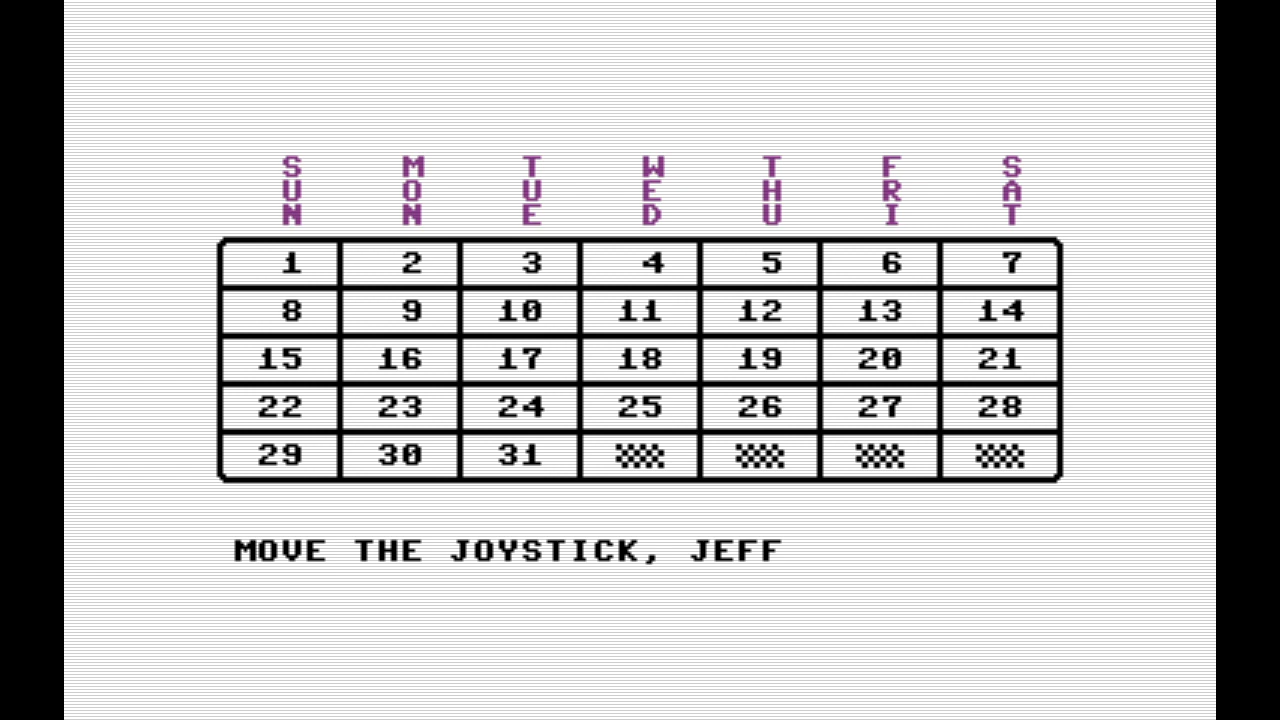 SUN MON TUE WED THU FRI SAT
1 2 3 4 5 6 7
8 9 10 11 12 13 14
15 16 17 18 19 20 21
22 23 24 25 26 27 28
29 30 31
MOVE THE JOYSTICK, JEFF